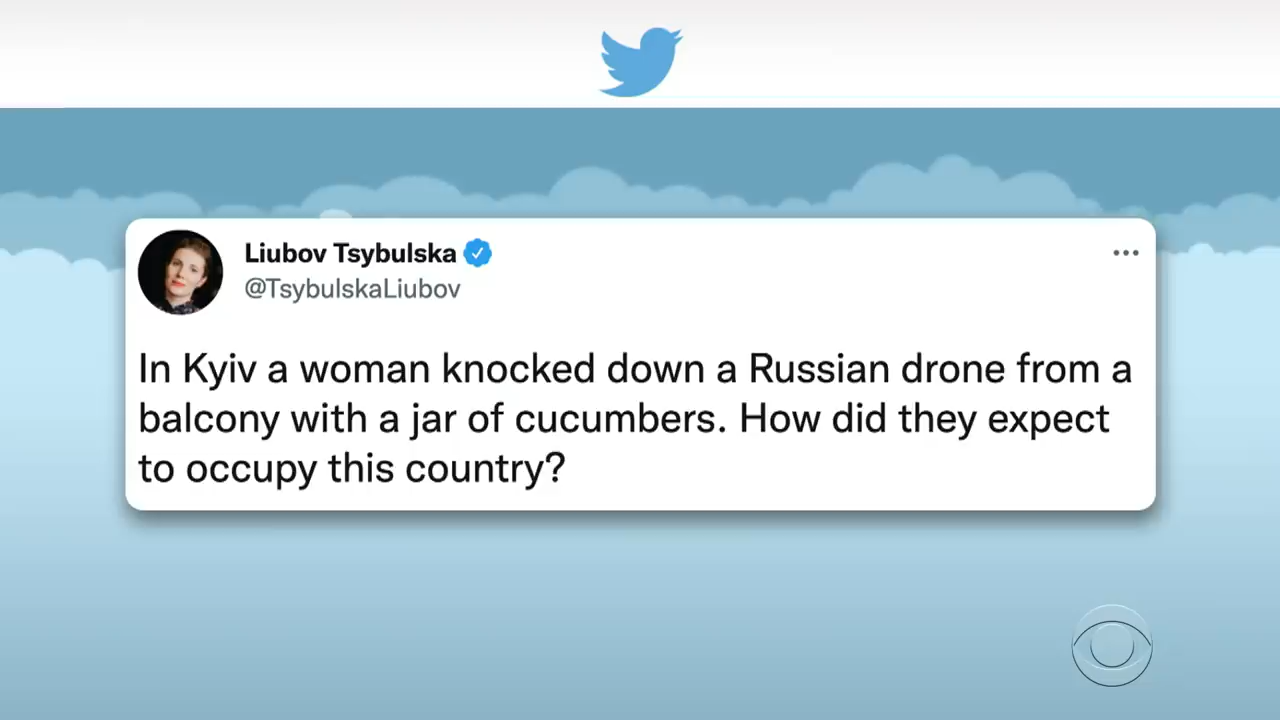 Liubov Tsybulska
@TsybulskaLiubov
In Kyiv a woman knocked down a Russian drone from a
balcony with a jar of cucumbers. How did they expect
to occupy this country?